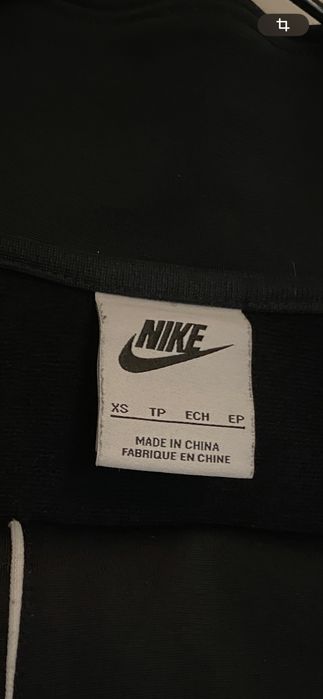 NIKE
XS TP ECH EP
MADE IN CHINA
FABRIQUE EN CHINE